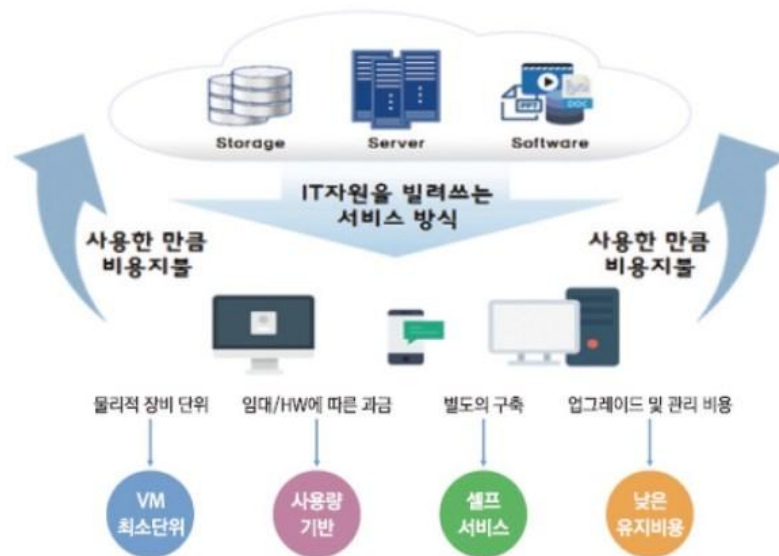 Storage
Server
Software
PPT
DOC
IT자원을 빌려쓰는
서비스 방식
사용한 만큼
비용지불
사용한 만큼
비용지불
물리적 장비 단위
임대/HW에 따른 과금
별도의 구축
업그레이드 및 관리 비용
VM
최소단위
사용량
기반
셀프
서비스
낮은
유지비용